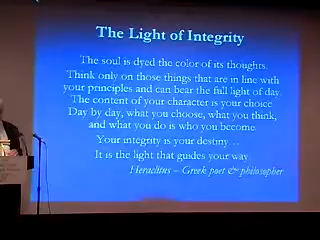 The Light of Integrity
The soul is dyed the color of its thoughts.
Think only on those things that are in line with
your principles and can bear the full light of day.
The content of your character is your choice
Day by day, what you choose, what you think,
and what you do is who you become.
Your integrity is your destiny…
It is the light that guides your way
Heraclitus – Greek poet & philosopher